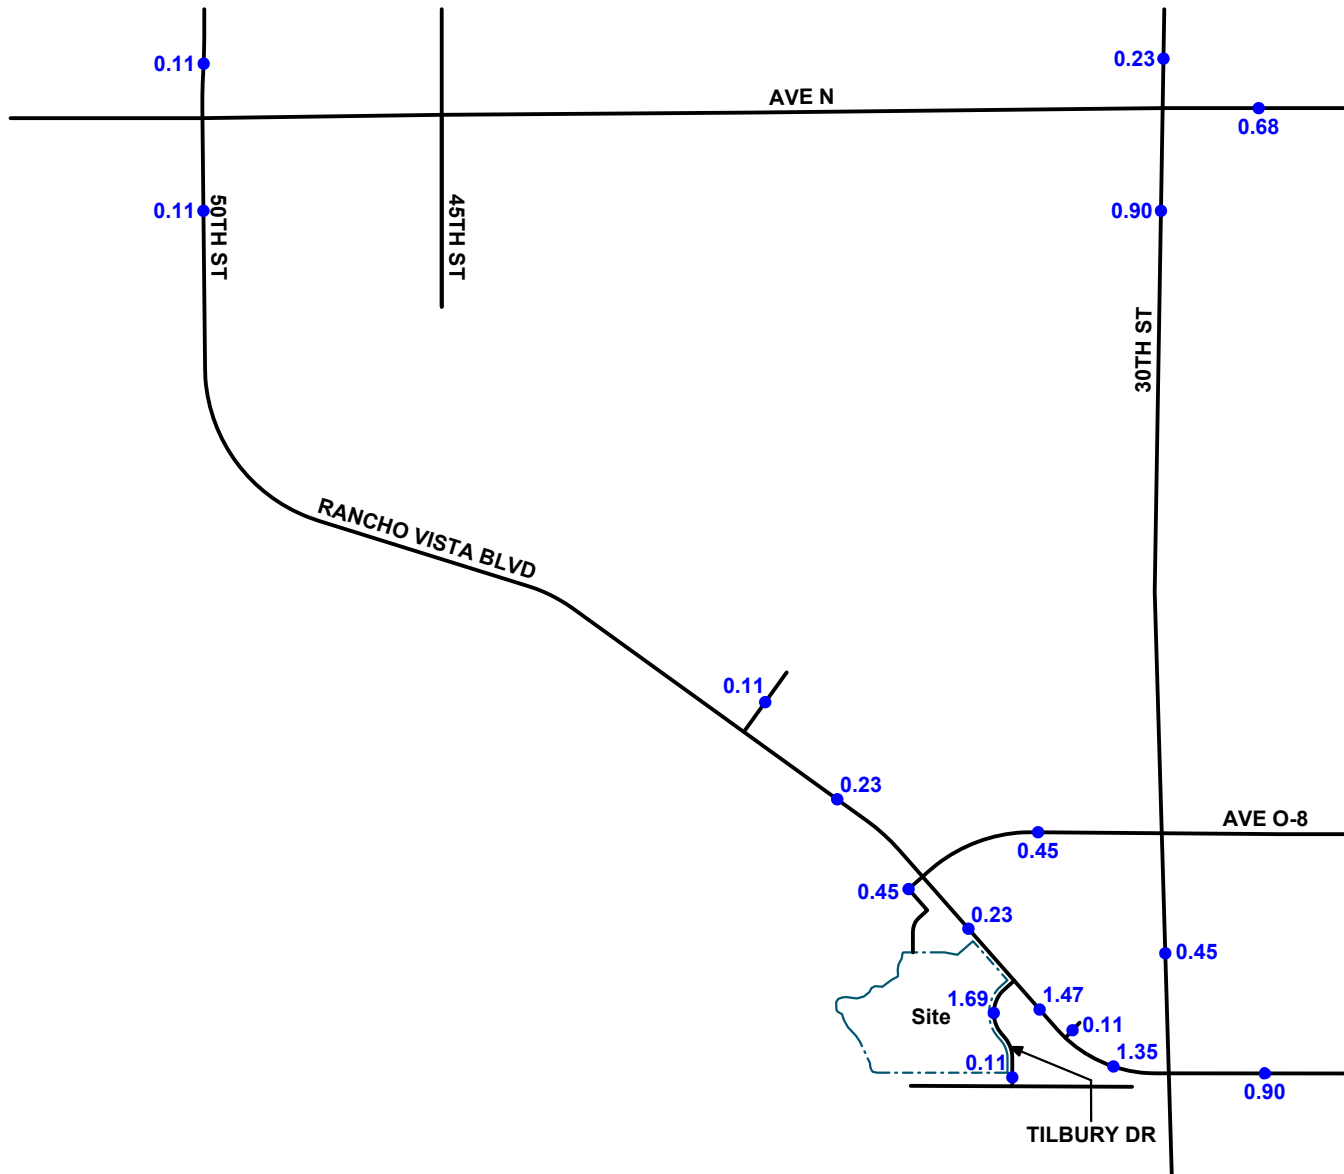 0.11
0.23
AVE N
0.68
0.11
50TH ST
45TH ST
0.90
30TH ST
RANCHO VISTA BLVD
0.11
0.23
AVE O-8
0.45
0.45
0.23
0.45
1.69
1.47
Site
0.11
1.35
0.11
0.90
TILBURY DR